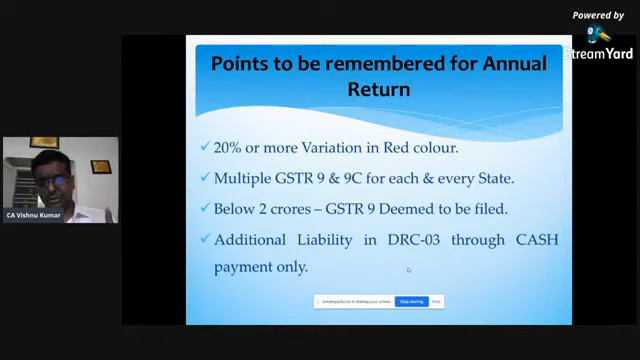 Powered by
StreamYard
Points to be remembered for Annual
Return
✓ 20% or more Variation in Red colour.
✓ Multiple GSTR 9 & 9C for each & every State.
✓ Below 2 crores – GSTR 9 Deemed to be filed.
✓ Additional Liability in DRC-03 through CASH
payment only.
CA Vishnu Kumar
streamyard.com is sharing your screen.
Stop sharing
Hide